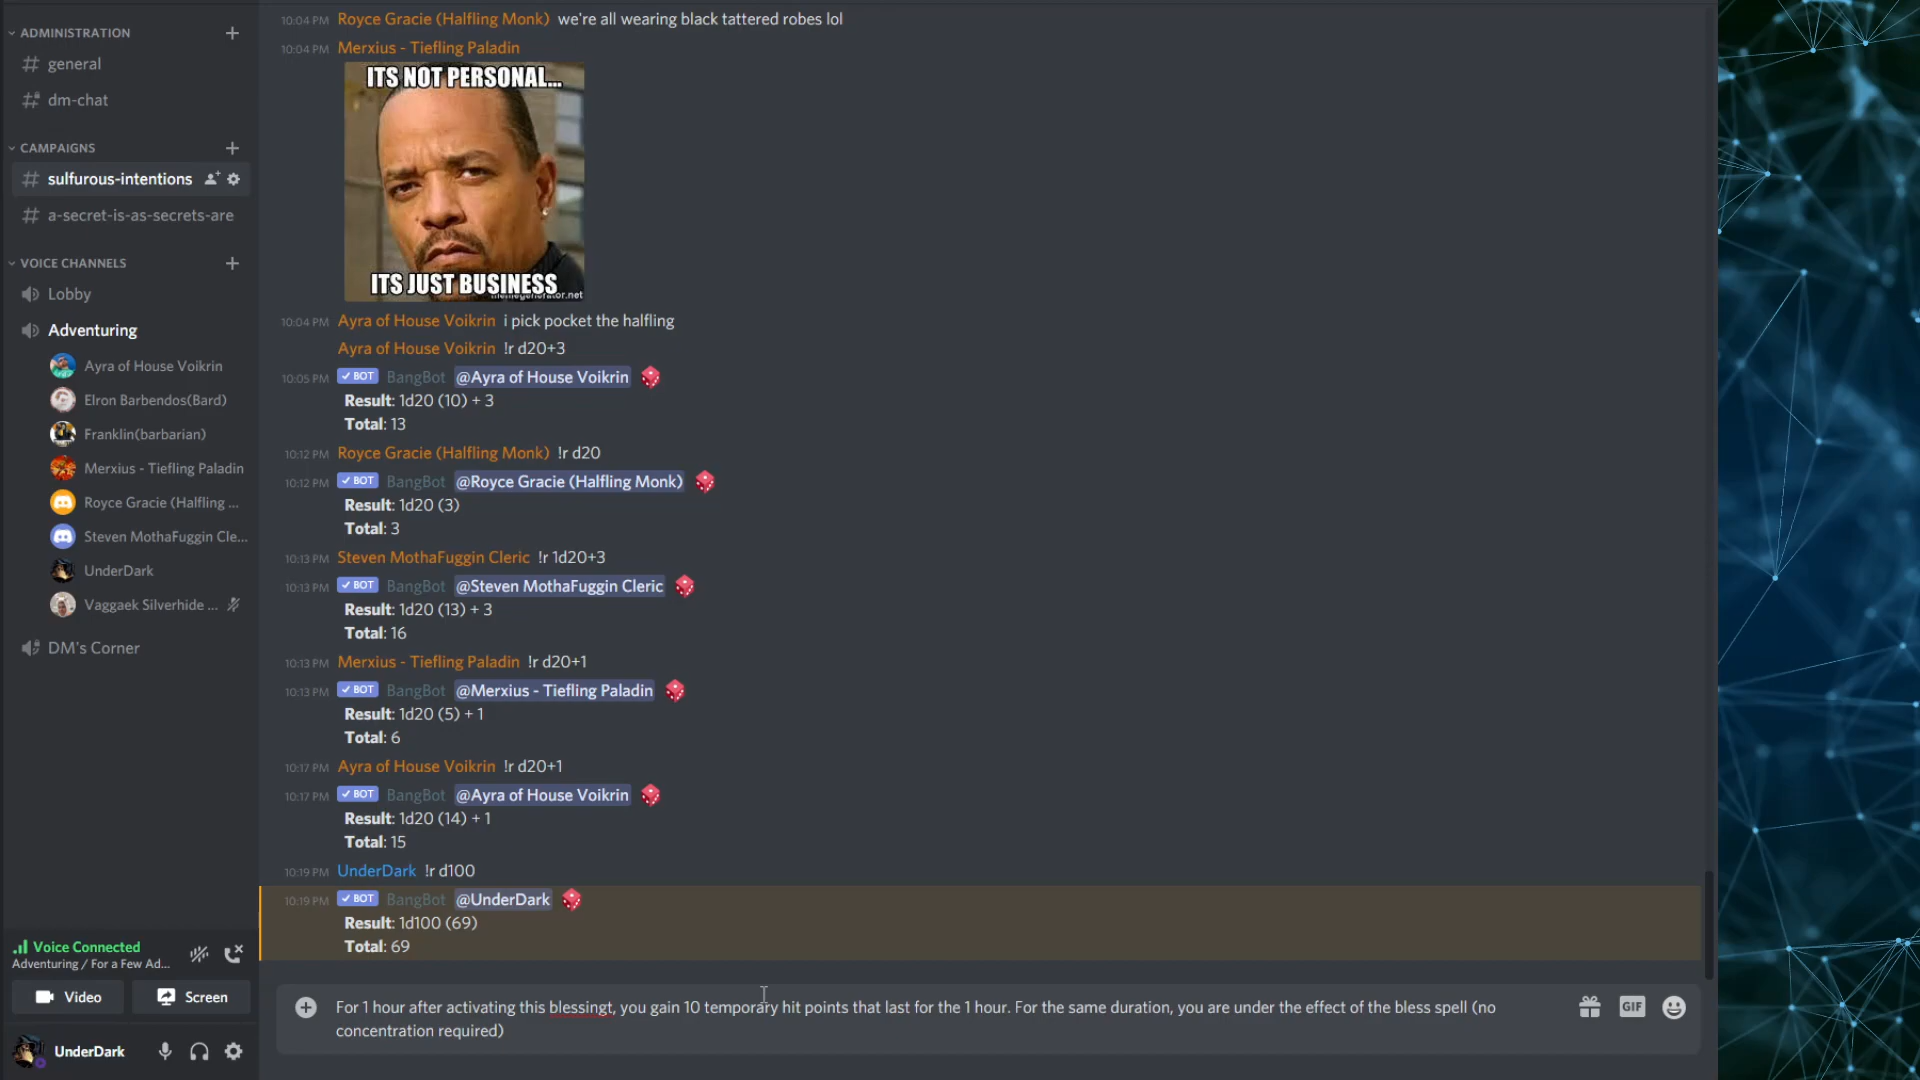 ADMINISTRATION
general
dm-chat
CAMPAIGNS
sulfurous-intentions
a-secret-is-as-secrets-are
VOICE CHANNELS
Lobby
Adventuring
Ayra of House Voikrin
Elron Barbendos(Bard)
Franklin(barbarian)
Merxius - Tiefling Paladin
Royce Gracie (Halfling ...
Steven MothaFuggin Cle...
UnderDark
Vaggaek Silverhide ...
DM's Corner
Voice Connected
Adventuring / For a Few Ad...
Video
Screen
UnderDark
10:04 PM Royce Gracie (Halfling Monk) we're all wearing black tattered robes lol
10:04 PM Merxius - Tiefling Paladin
ITS NOT PERSONAL...
ITS JUST BUSINESS
memegenerator.net
10:04 PM Ayra of House Voikrin i pick pocket the halfling
Ayra of House Voikrin !r d20+3
10:05 PM BOT BangBot @Ayra of House Voikrin
Result: 1d20 (10) + 3
Total: 13
10:12 PM Royce Gracie (Halfling Monk) !r d20
10:12 PM BOT BangBot @Royce Gracie (Halfling Monk)
Result: 1d20 (3)
Total: 3
10:13 PM Steven MothaFuggin Cleric !r 1d20+3
10:13 PM BOT BangBot @Steven MothaFuggin Cleric
Result: 1d20 (13) + 3
Total: 16
10:13 PM Merxius - Tiefling Paladin !r d20+1
10:13 PM BOT BangBot @Merxius - Tiefling Paladin
Result: 1d20 (5) + 1
Total: 6
10:17 PM Ayra of House Voikrin !r d20+1
10:17 PM BOT BangBot @Ayra of House Voikrin
Result: 1d20 (14) + 1
Total: 15
10:19 PM UnderDark !r d100
10:19 PM BOT BangBot @UnderDark
Result: 1d100 (69)
Total: 69
For 1 hour after activating this blessingt, you gain 10 temporary hit points that last for the 1 hour. For the same duration, you are under the effect of the bless spell (no
concentration required)
GIF